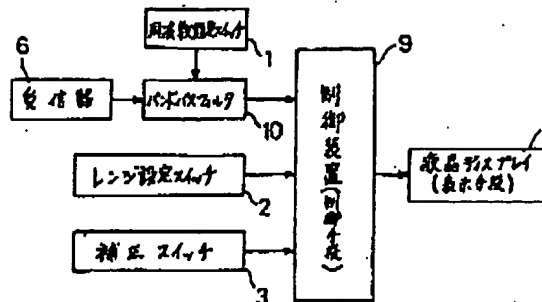 周波数設定スイッチ
1
6
受信器
バンドパスフィルタ
10
9
制御装置(制御手段)
レンジ設定スイッチ
2
補正スイッチ
3
液晶ディスプレイ
(表示手段)